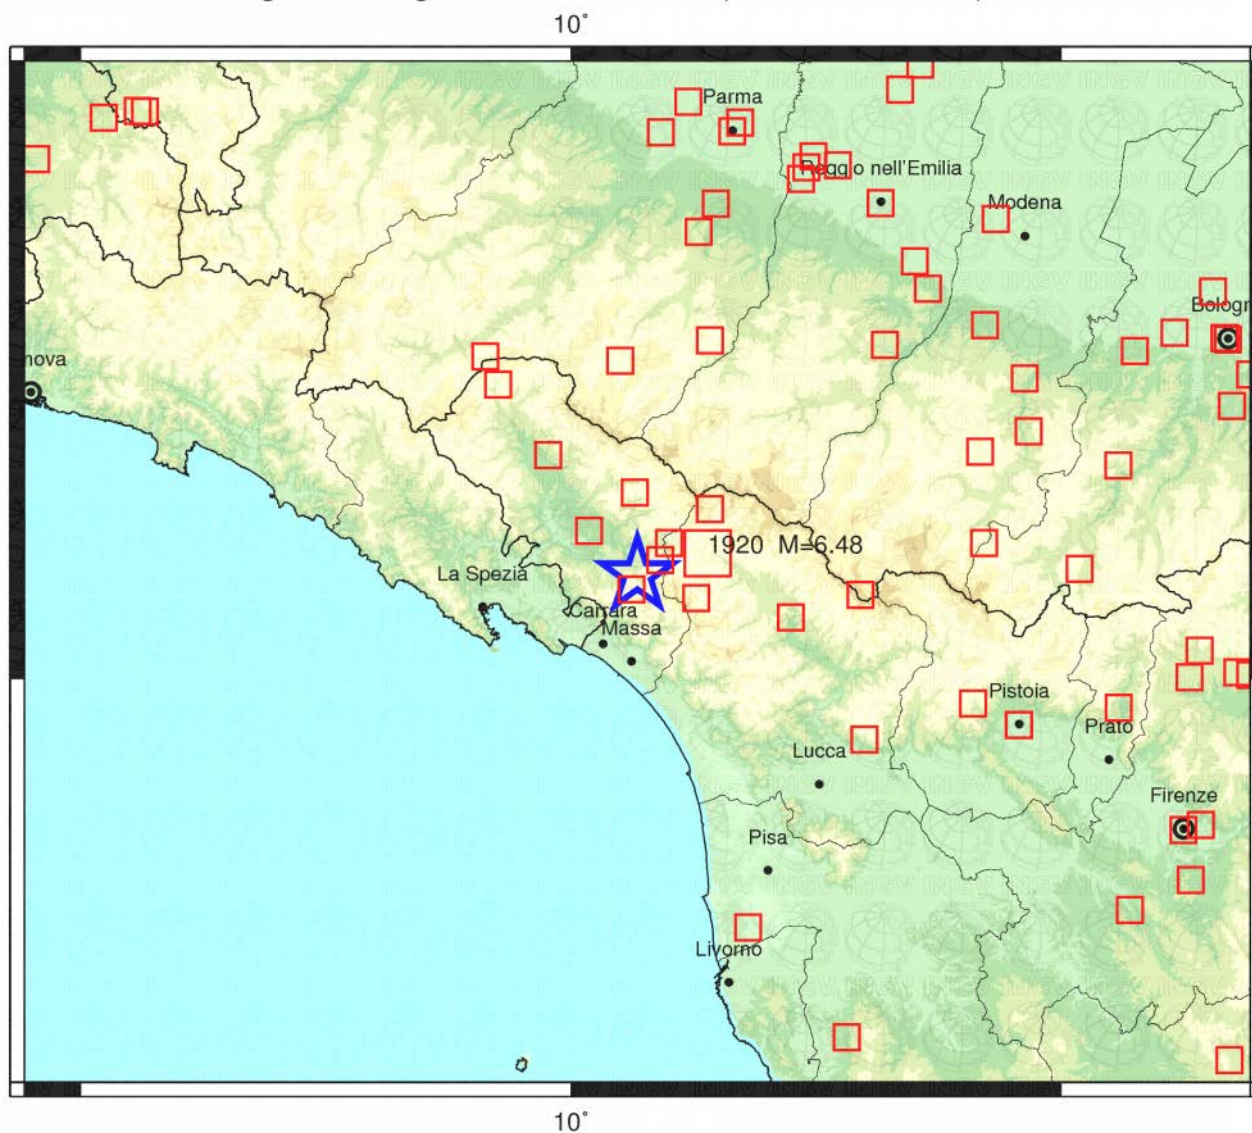 10°
Parma
Reggio nell'Emilia
Modena
Bologn
nova
1920 M=6.48
La Spezia
Carrara
Massa
Pistoia
Prato
Lucca
Firenze
Pisa
Livorno
10°